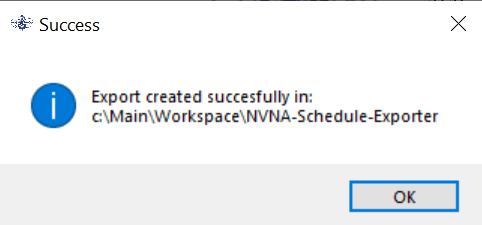 Success
Export created succesfully in:
c:\Main\Workspace\NVNA-Schedule-Exporter
OK